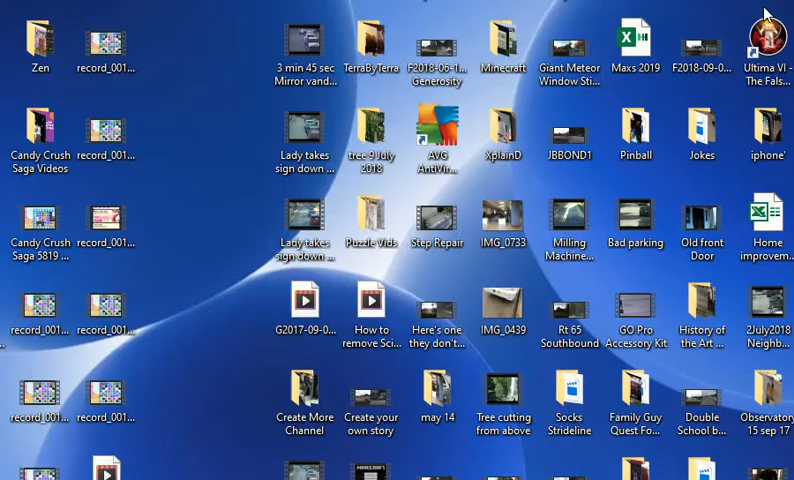 Zen
record_001...
3 min 45 sec
Mirror vand...
TerraByTerra
F2018-06-1...
Generosity
Minecraft
Giant Meteor
Window Sti...
Maxs 2019
F2018-09-0...
Ultima VI -
The Fals...
Candy Crush
Saga Videos
record_001...
Lady takes
sign down ...
tree 9 July
2018
AVG
AntiVir...
XplainD
JBBOND1
Pinball
Jokes
iphone'
Candy Crush
Saga 5819 ...
record_001...
Lady takes
sign down ...
Puzzle Vids
Step Repair
IMG_0733
Milling
Machine...
Bad parking
Old front
Door
Home
improvem...
record_001...
record_001...
G2017-09-0...
How to
remove Sci...
Here's one
they don't...
IMG_0439
Rt 65
Southbound
GO Pro
Accessory Kit
History of
the Art ...
2July2018
Neighb...
record_001...
record_001...
Create More
Channel
Create your
own story
may 14
Tree cutting
from above
Socks
Strideline
Family Guy
Quest Fo...
Double
School b...
Observatory
15 sep 17
MINECRAFT